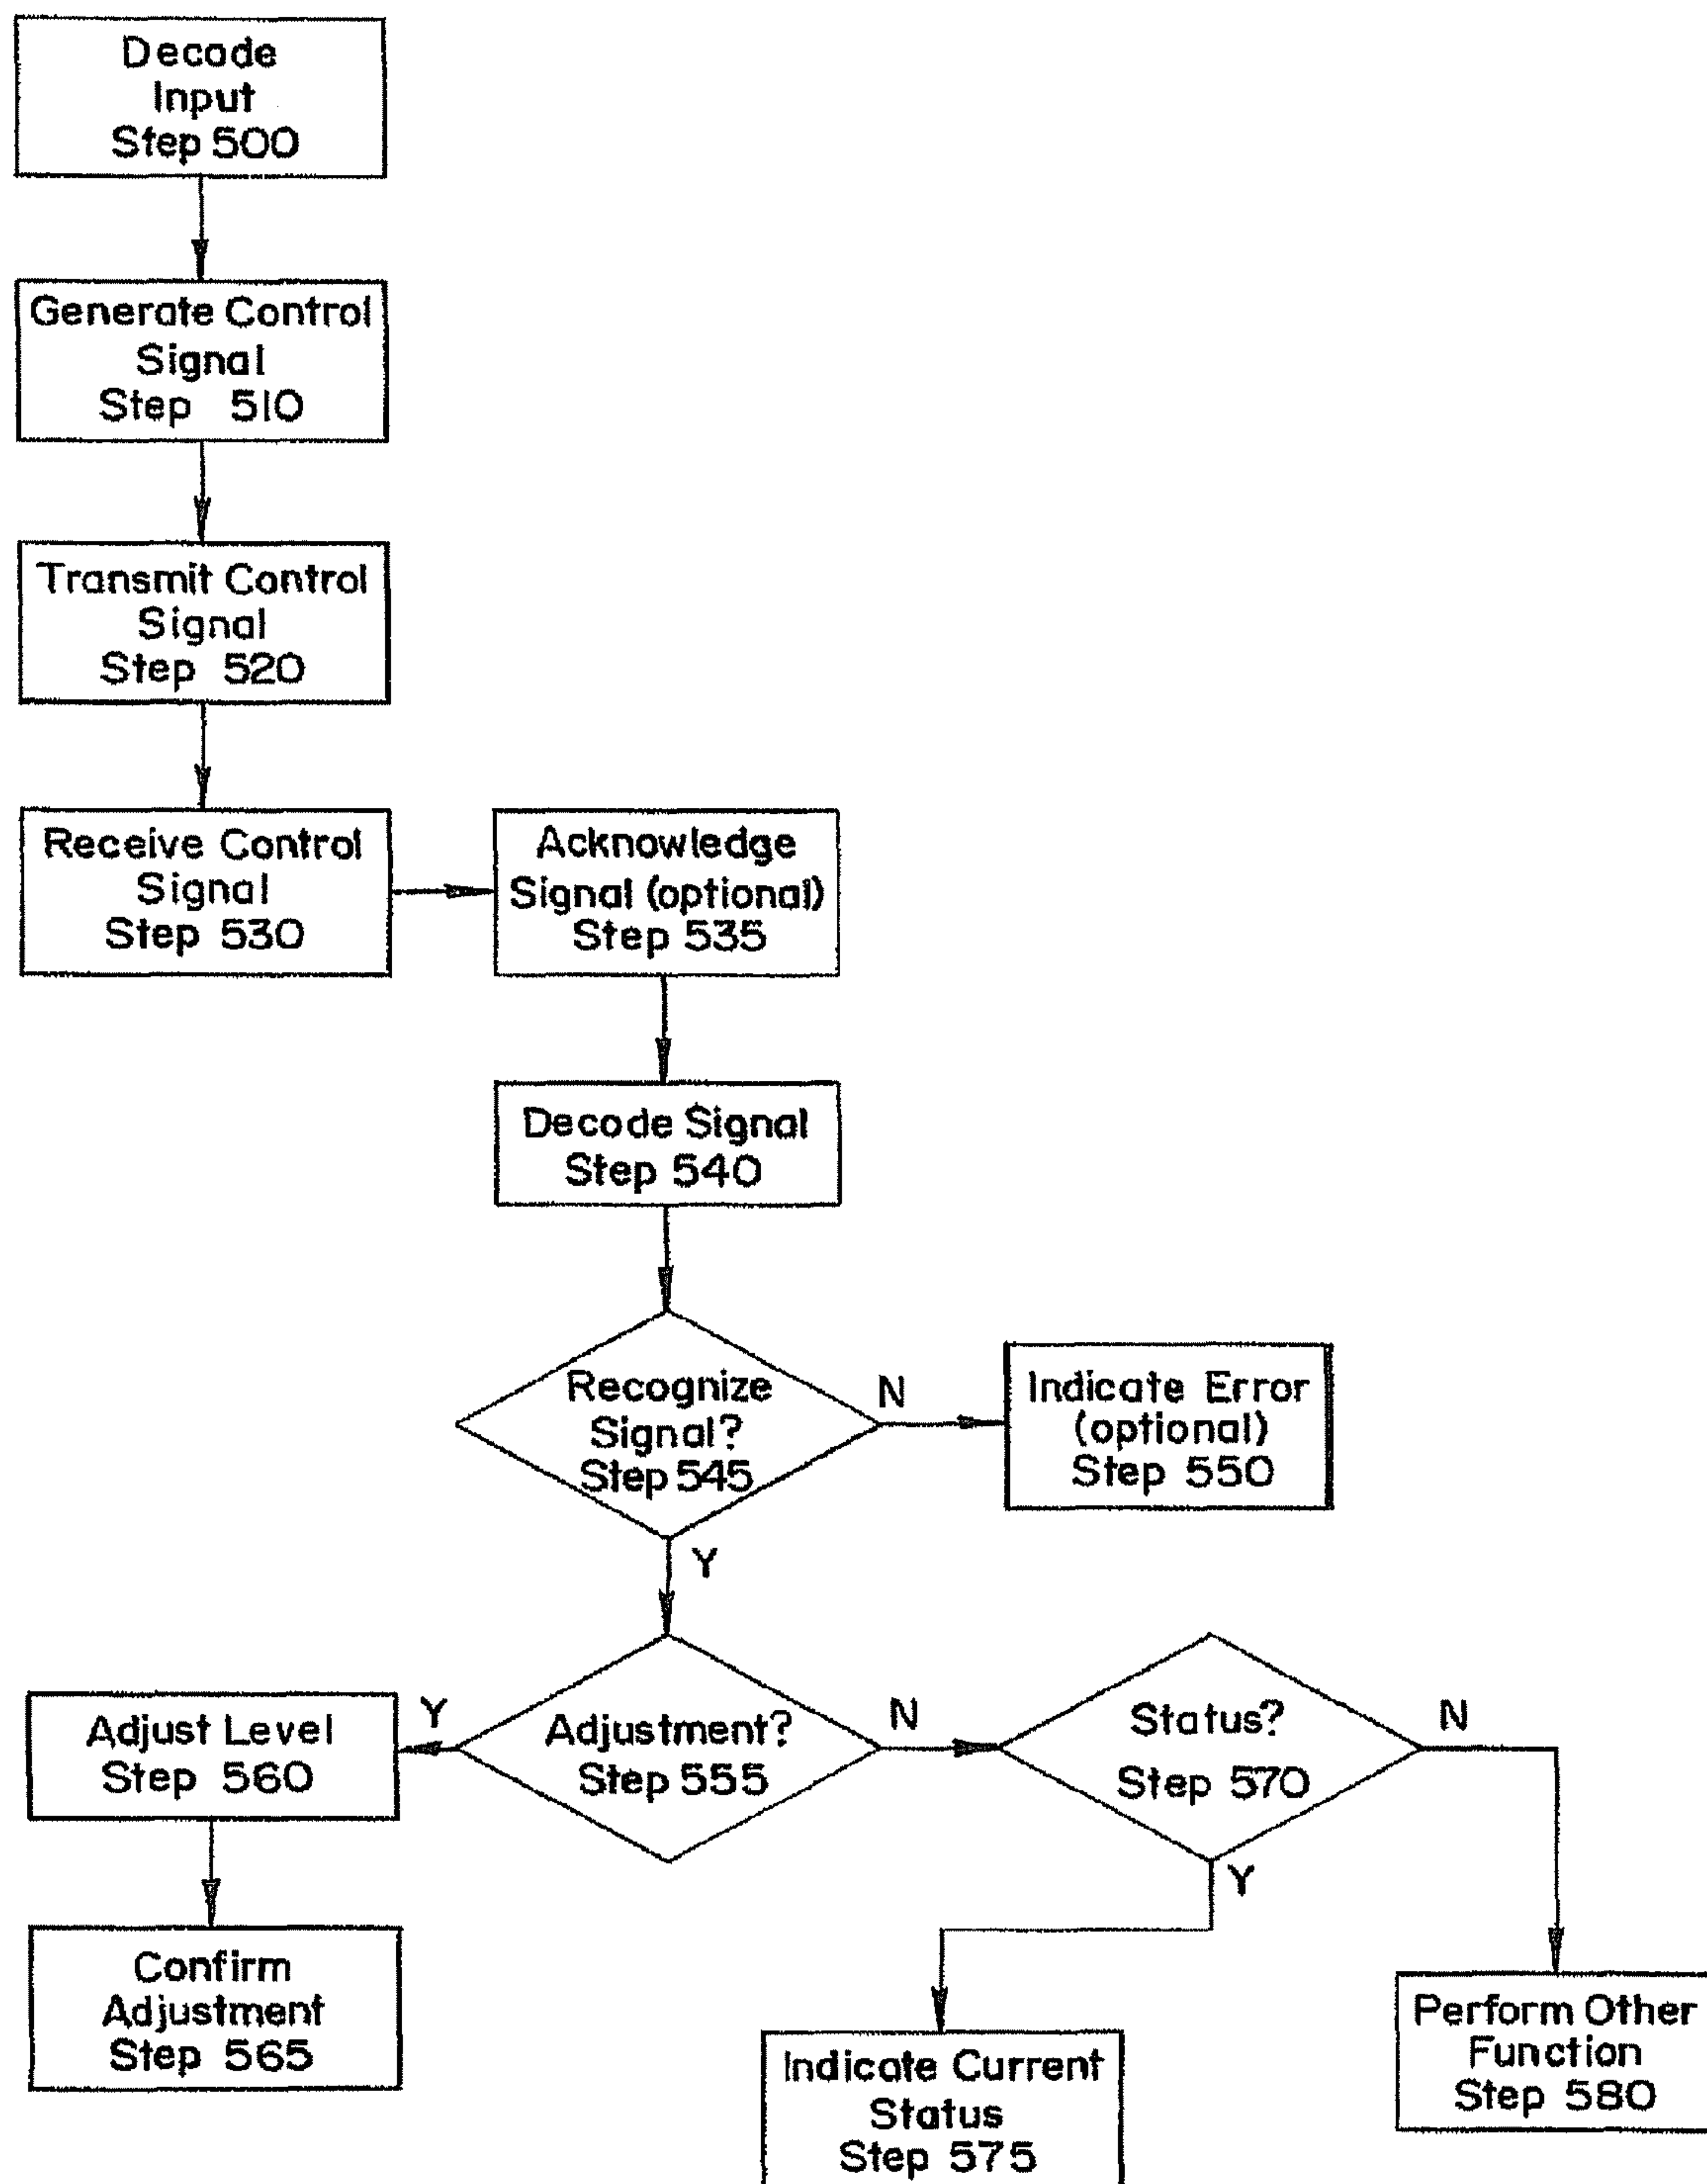 Decode
Input
Step 500
Generate Control
Signal
Step 510
Transmit Control
Signal
Step 520
Receive Control
Signal
Step 530
Acknowledge
Signal (optional)
Step 535
Decode Signal
Step 540
Recognize
Signal?
Step 545
N
Indicate Error
(optional)
Step 550
Y
Adjustment?
Step 555
Y
Adjust Level
Step 560
Confirm
Adjustment
Step 565
N
Status?
Step 570
Y
Indicate Current
Status
Step 575
N
Perform Other
Function
Step 580